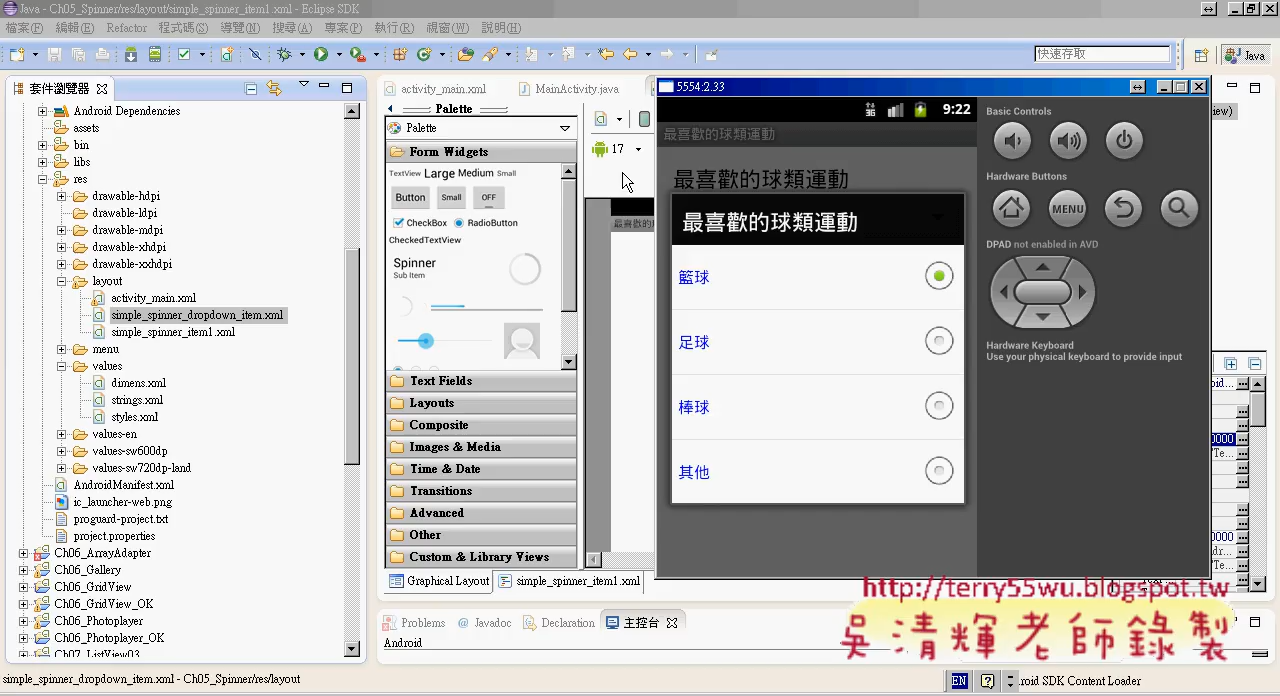 Java - Ch05_Spinner/res/layout/simple_spinner_item1.xml - Eclipse SDK
檔案(F) 編輯(E) Refactor 程式碼(S) 導覽(N) 搜尋(A) 專案(P) 執行(R) 視窗(W) 說明(H)
快速存取
Java
套件瀏覽器
Android Dependencies
assets
bin
libs
res
drawable-hdpi
drawable-ldpi
drawable-mdpi
drawable-xhdpi
drawable-xxhdpi
layout
activity_main.xml
simple_spinner_dropdown_item.xml
simple_spinner_item1.xml
menu
values
dimens.xml
strings.xml
styles.xml
values-en
values-sw600dp
values-sw720dp-land
AndroidManifest.xml
ic_launcher-web.png
proguard-project.txt
project.properties
Ch06_ArrayAdapter
Ch06_Gallery
Ch06_GridView
Ch06_GridView_OK
Ch06_Photoplayer
Ch06_Photoplayer_OK
Ch07_ListView03
activity_main.xml
MainActivity.java
Palette
Palette
17
Form Widgets
TextView Large Medium Small
Button Small OFF
CheckBox RadioButton
CheckedTextView
Spinner
Sub Item
Text Fields
Layouts
Composite
Images & Media
Time & Date
Transitions
Advanced
Other
Custom & Library Views
Graphical Layout
simple_spinner_item1.xml
Problems
@ Javadoc
Declaration
主控台
Android
5554:2.33
3G
9:22
最喜歡的球類運動
最喜歡的球類運動
最喜歡的球類運動
籃球
足球
棒球
其他
Basic Controls
Hardware Buttons
MENU
DPAD not enabled in AVD
Hardware Keyboard
Use your physical keyboard to provide input
http://terry55wu.blogspot.tw
吳清輝老師錄製
simple_spinner_dropdown_item.xml - Ch05_Spinner/res/layout
EN
roid SDK Content Loader